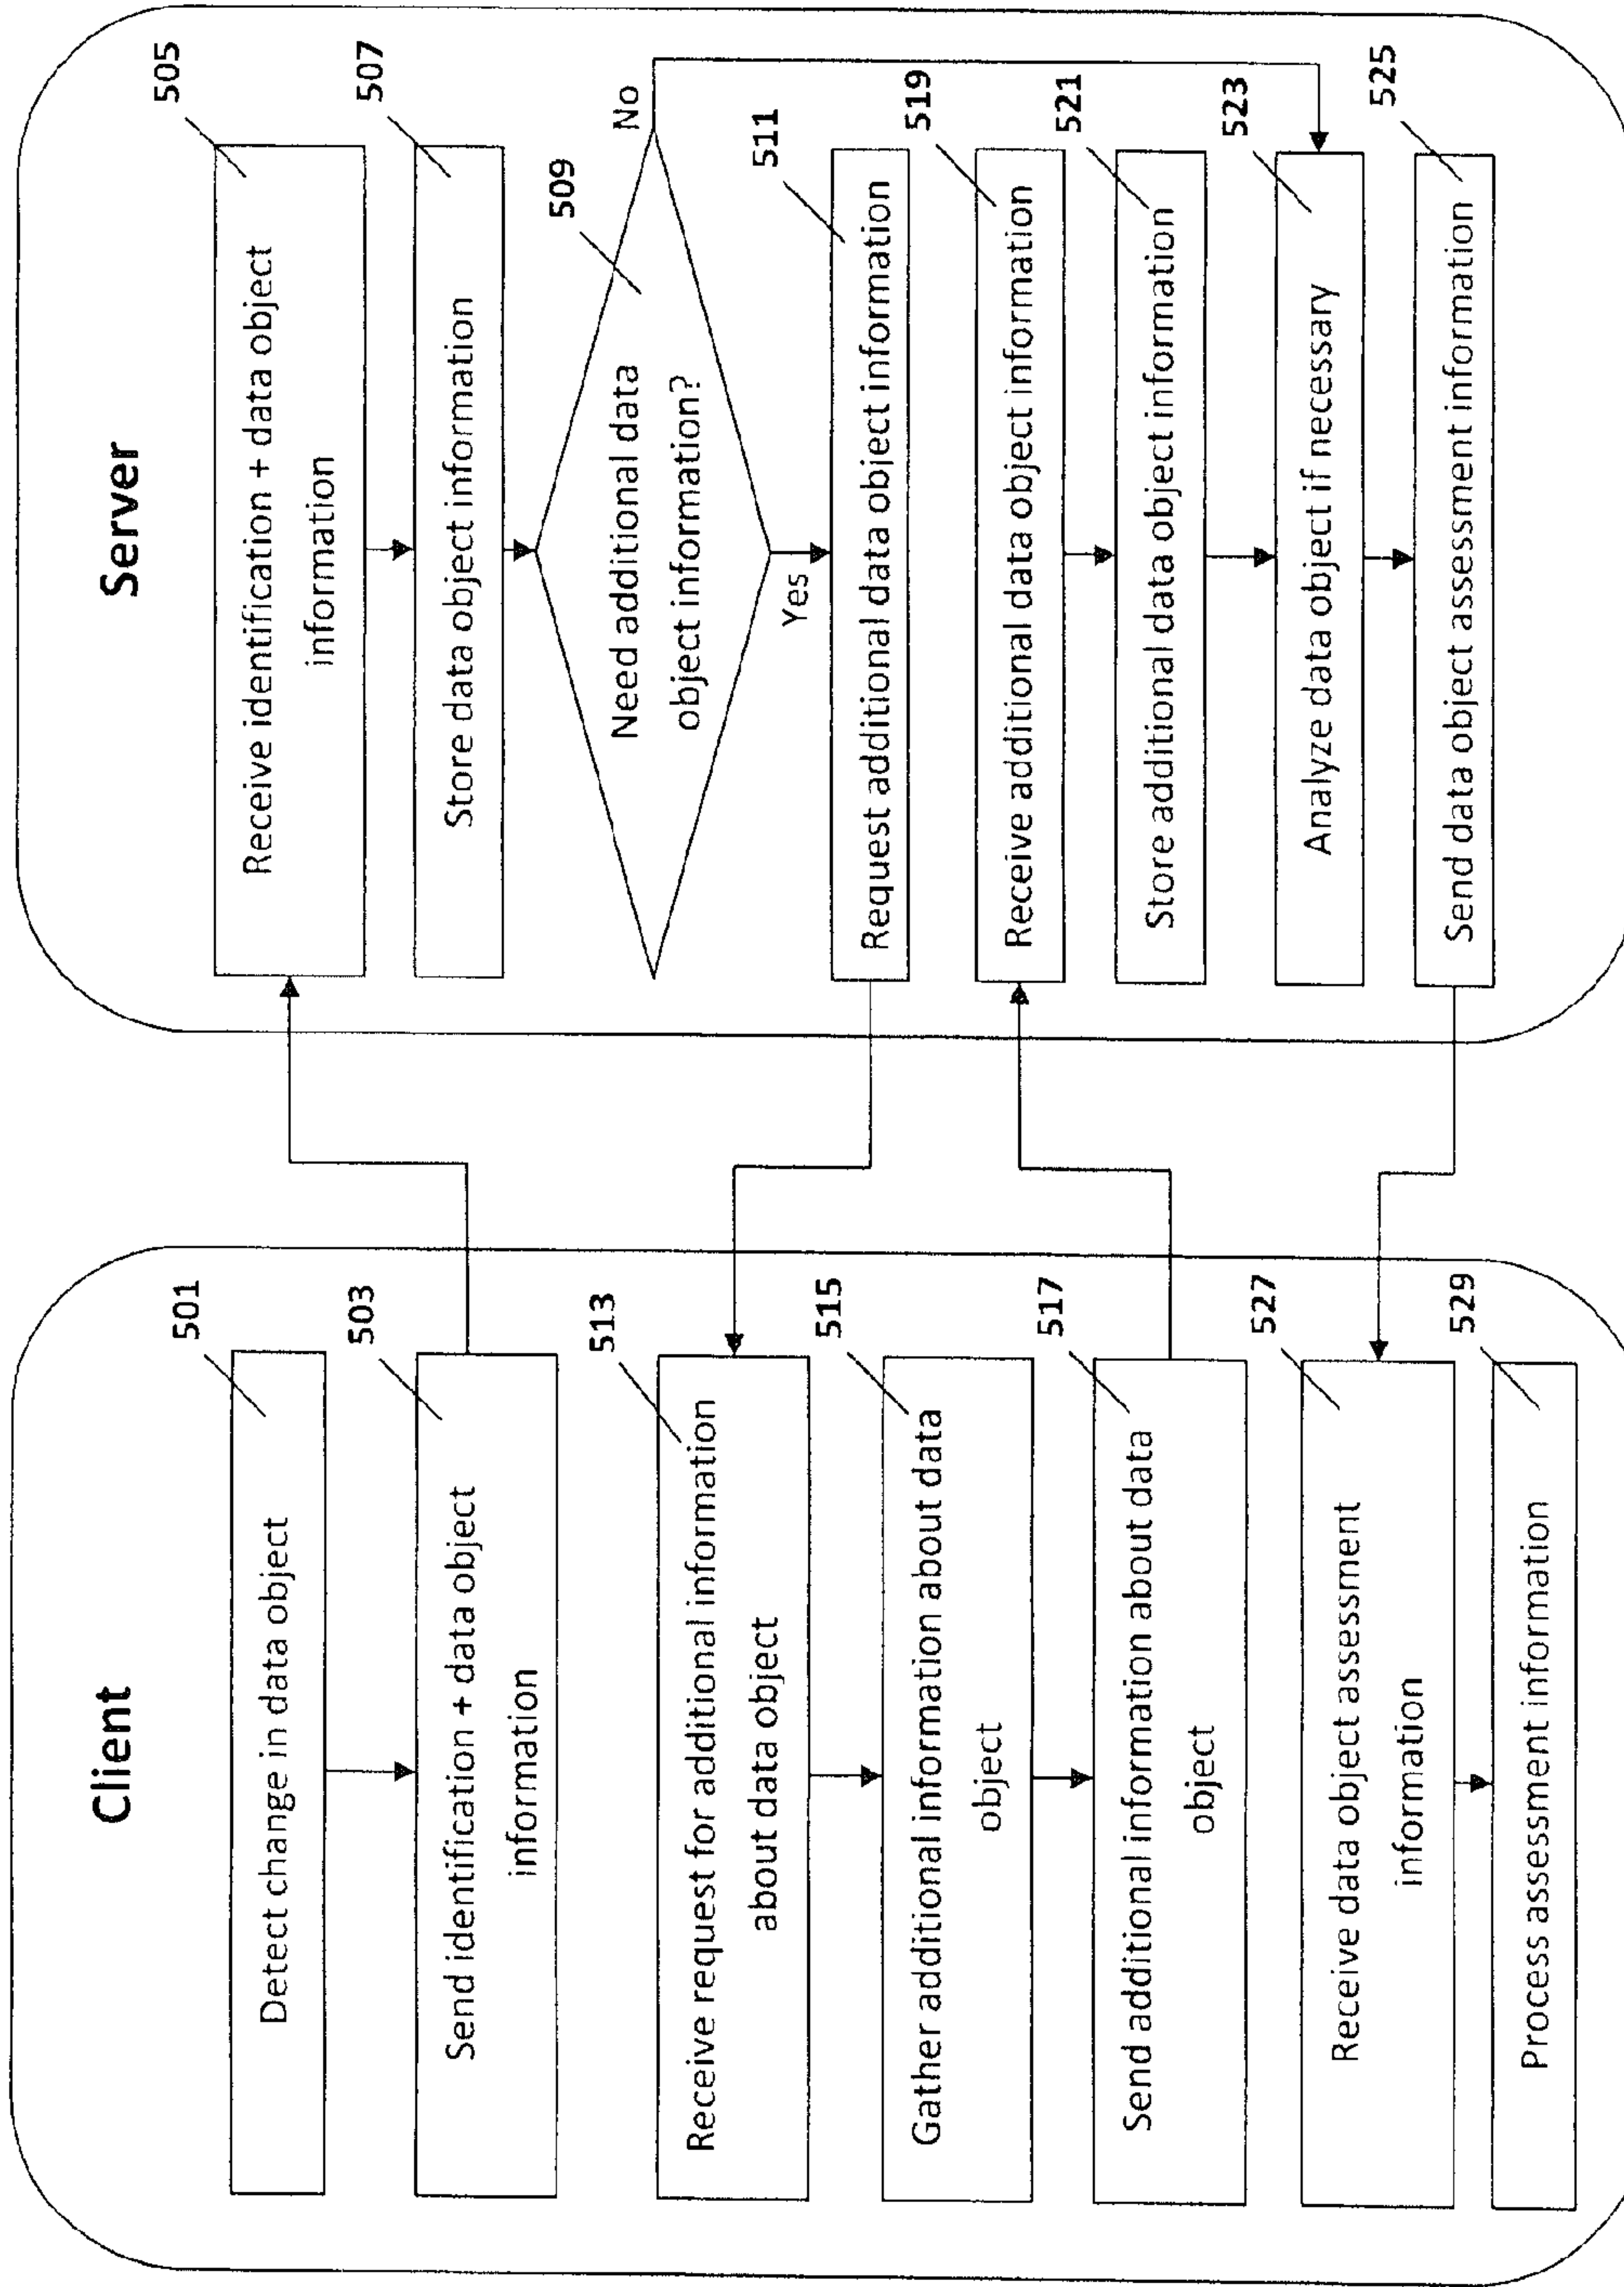 Client
501
Detect change in data object
503
Send identification + data object
information
513
Receive request for additional information
about data object
515
Gather additional information about data
object
517
Send additional information about data
object
527
Receive data object assessment
information
529
Process assessment information
Server
505
Receive identification + data object
information
507
Store data object information
509
Need additional data
object information?
No
Yes
511
Request additional data object information
519
Receive additional data object information
521
Store additional data object information
523
Analyze data object if necessary
525
Send data object assessment information